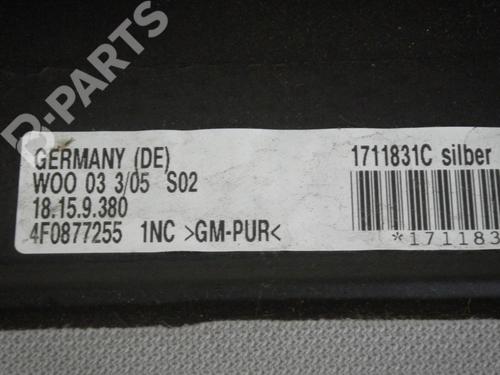 GERMANY (DE)
WOO 03 3/05 S02
18.15.9.380
4F0877255 1NC >GM-PUR<
1711831C silber
*171183
B-PARTS
B-PARTS